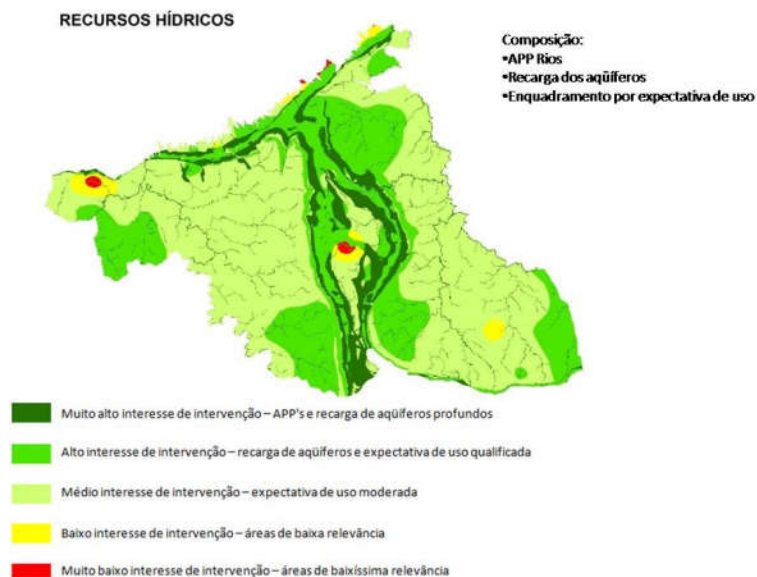 RECURSOS HÍDRICOS
Composição:
•APP Rios
•Recarga dos aqüíferos
•Enquadramento por expectativa de uso
Muito alto interesse de intervenção – APP's e recarga de aqüíferos profundos
Alto interesse de intervenção – recarga de aqüíferos e expectativa de uso qualificada
Médio interesse de intervenção – expectativa de uso moderada
Baixo interesse de intervenção – áreas de baixa relevância
Muito baixo interesse de intervenção – áreas de baixíssima relevância